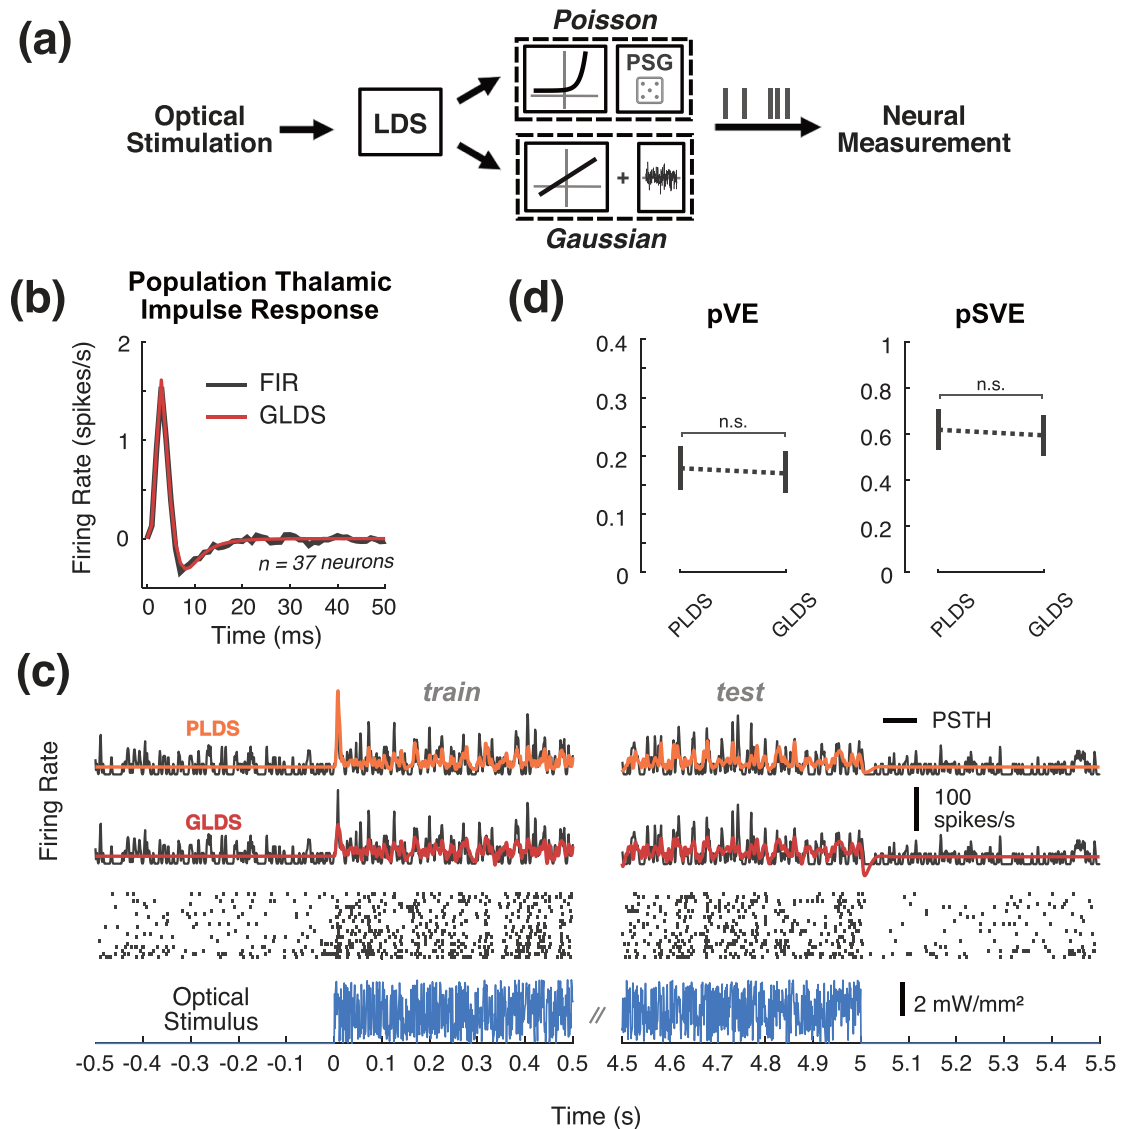 (a)
Poisson
PSG
Optical
Stimulation
LDS
Neural
Measurement
+
Gaussian
(b)
Population Thalamic
Impulse Response
Firing Rate (spikes/s)
2
1
0
FIR
GLDS
n = 37 neurons
0 10 20 30 40 50
Time (ms)
(d)
pVE
0.4
0.3
0.2
0.1
0
n.s.
PLDS
GLDS
pSVE
1
0.8
0.6
0.4
0.2
0
n.s.
PLDS
GLDS
(c)
train
test
PLDS
PSTH
Firing Rate
GLDS
100
spikes/s
Optical
Stimulus
//
2 mW/mm²
-0.5 -0.4 -0.3 -0.2 -0.1 0 0.1 0.2 0.3 0.4 0.5 4.5 4.6 4.7 4.8 4.9 5 5.1 5.2 5.3 5.4 5.5
Time (s)